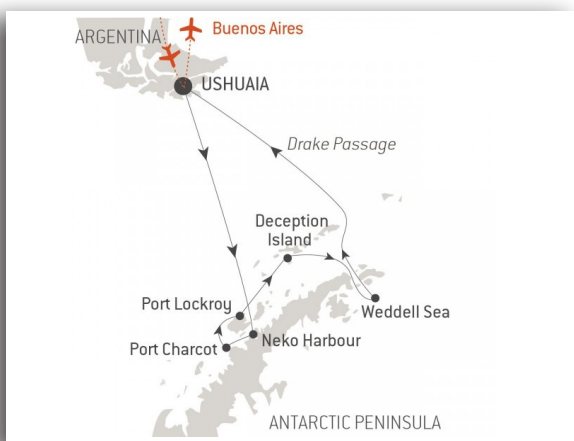 Buenos Aires
ARGENTINA
USHUAIA
Drake Passage
Deception
Island
Port Lockroy
Weddell Sea
Neko Harbour
Port Charcot
ANTARCTIC PENINSULA